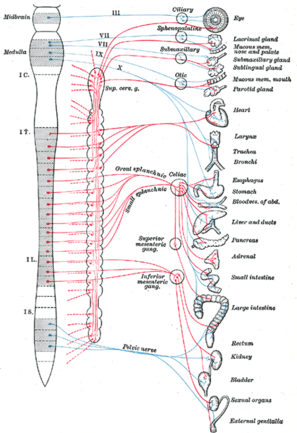 Midbrain
Medulla
I C.
I T.
I L.
I S.
III
VII
VII
IX
X
Sup. cerv. g.
Great splanchnic
Small splanchnic
Pelvic nerve
Ciliary
Sphenopalatine
Submaxillary
Otic
Celiac
Superior
mesenteric
gang.
Inferior
mesenteric
gang.
Eye
Lacrimal gland
Mucous mem.
nose and palate
Submaxillary gland
Sublingual gland
Mucous mem. mouth
Parotid gland
Heart
Larynx
Trachea
Bronchi
Esophagus
Stomach
Bloodves. of abd.
Liver and ducts
Pancreas
Adrenal
Small intestine
Large intestine
Rectum
Kidney
Bladder
Sexual organs
External genitalia